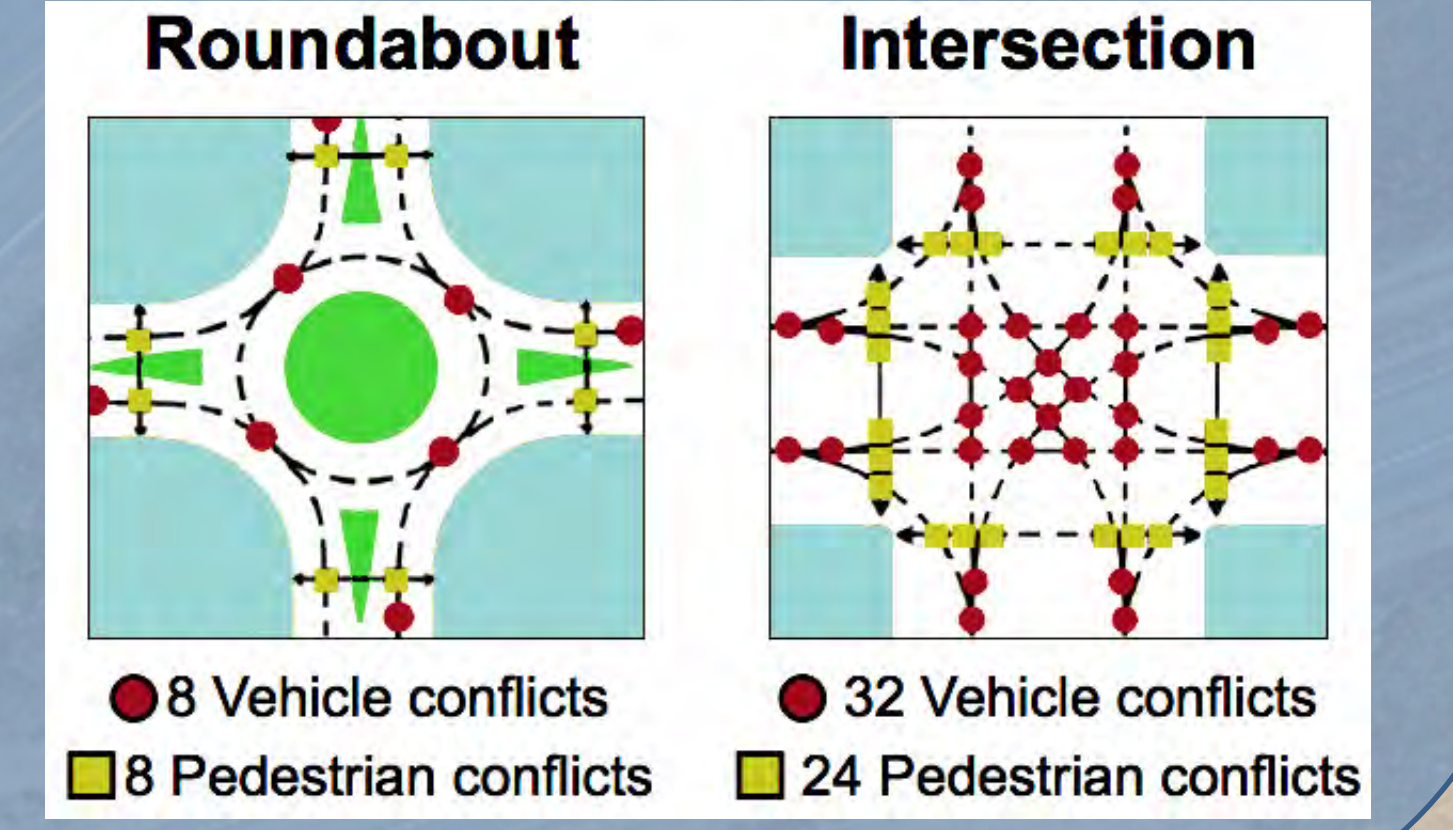 Roundabout
Intersection
8 Vehicle conflicts
8 Pedestrian conflicts
32 Vehicle conflicts
24 Pedestrian conflicts